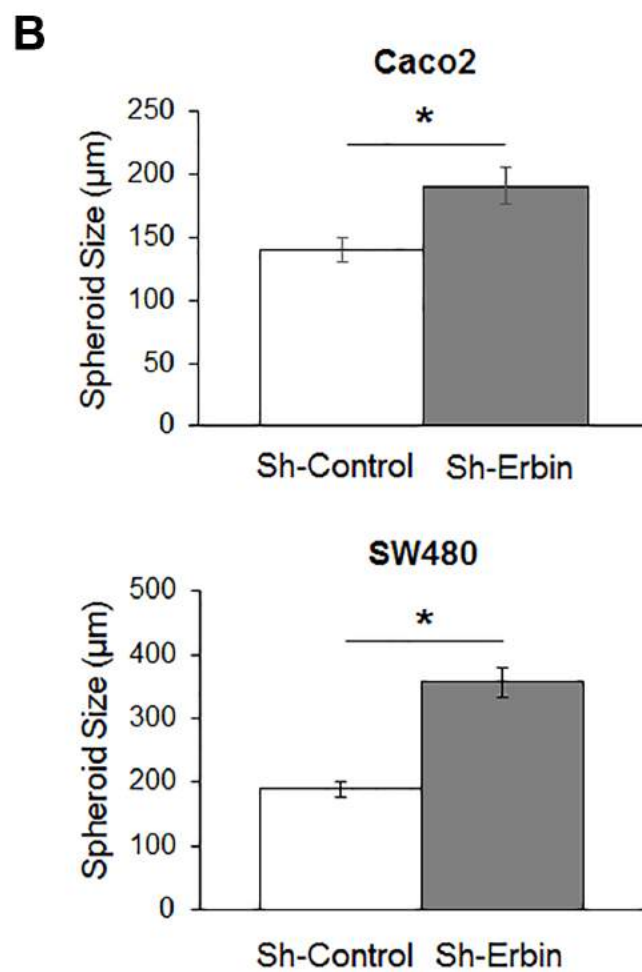 B
Caco2
*
250
200
150
100
50
0
Spheroid Size (µm)
Sh-Control Sh-Erbin
SW480
*
500
400
300
200
100
0
Spheroid Size (µm)
Sh-Control Sh-Erbin